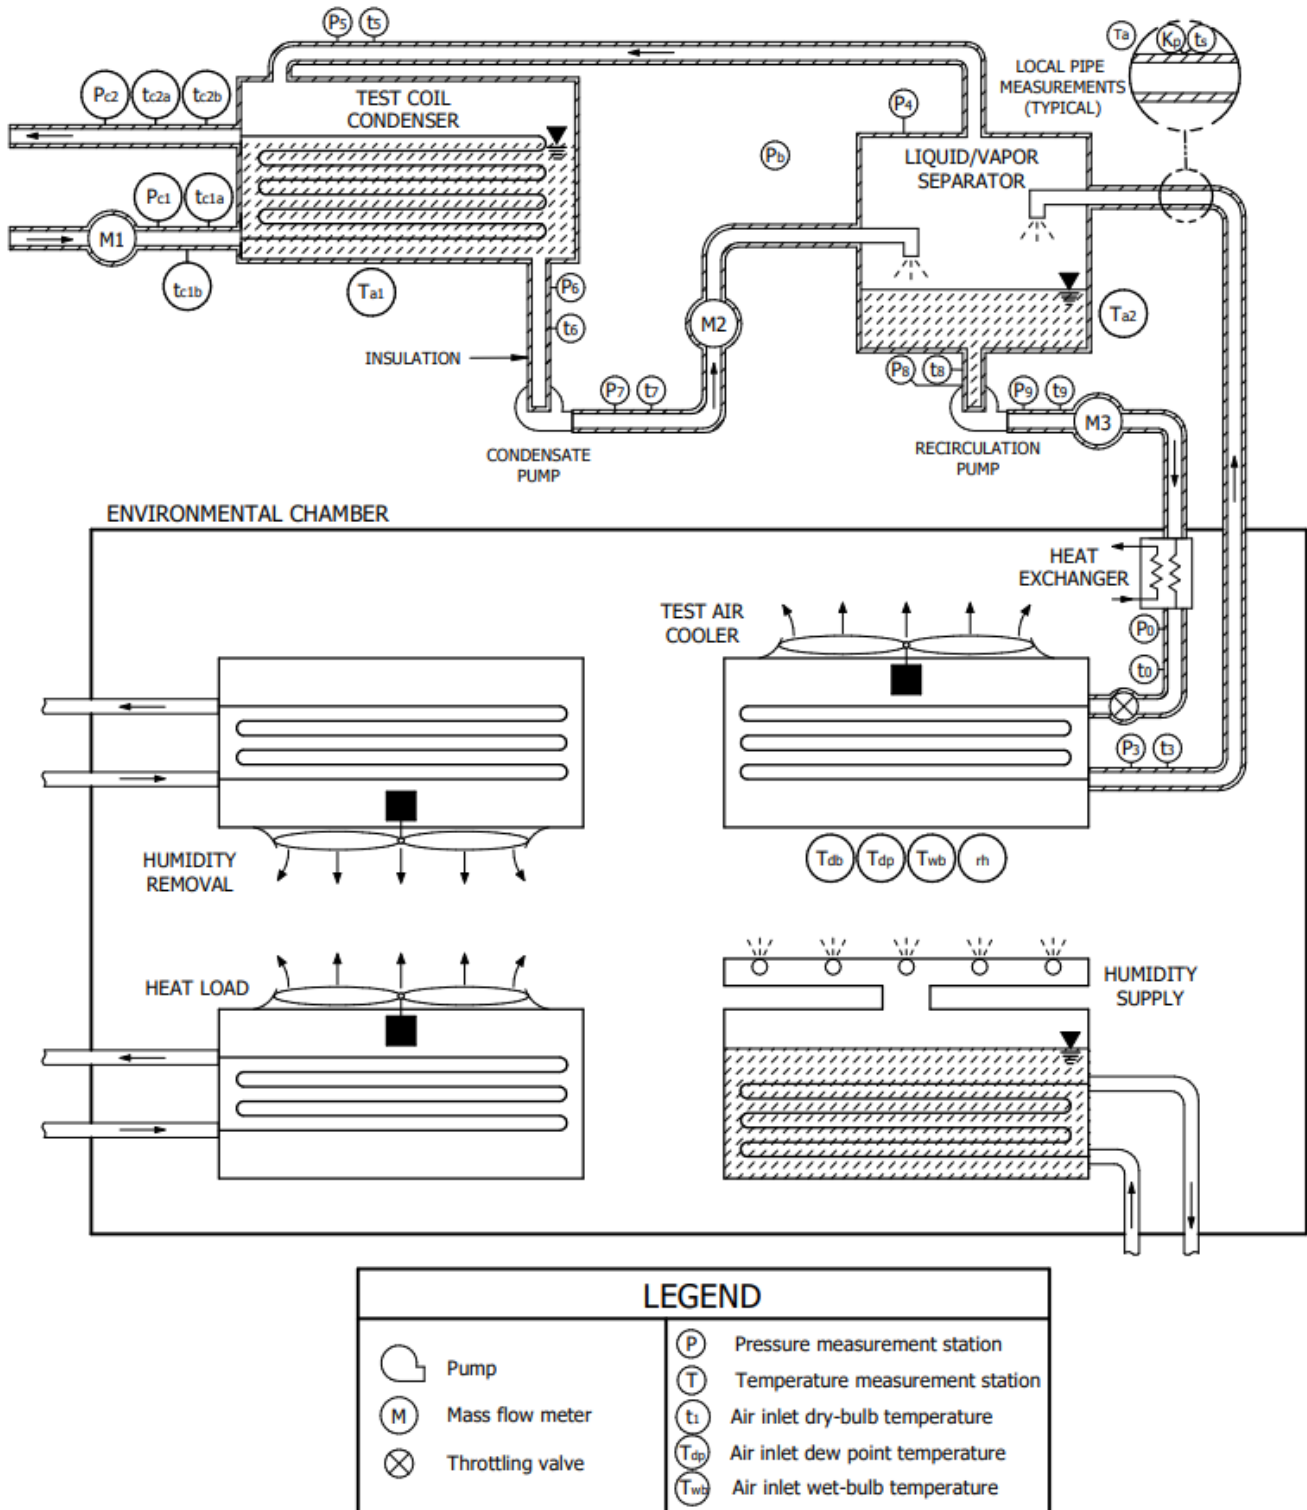 P5 t5
Ta Kp ts
LOCAL PIPE
MEASUREMENTS
(TYPICAL)
Pc2 tc2a tc2b
TEST COIL
CONDENSER
P4
Pb
LIQUID/VAPOR
SEPARATOR
Pc1 tc1a
M1
tc1b
Ta1
P6
t6
M2
Ta2
INSULATION
P7 t7
P8 t8
P9 t9
M3
CONDENSATE
PUMP
RECIRCULATION
PUMP
ENVIRONMENTAL CHAMBER
HEAT
EXCHANGER
TEST AIR
COOLER
P0
t0
P3 t3
HUMIDITY
REMOVAL
Tdb Tdp Twb rh
HEAT LOAD
HUMIDITY
SUPPLY
LEGEND
Pump
M Mass flow meter
Throttling valve
P Pressure measurement station
T Temperature measurement station
t1 Air inlet dry-bulb temperature
Tdp Air inlet dew point temperature
Twb Air inlet wet-bulb temperature